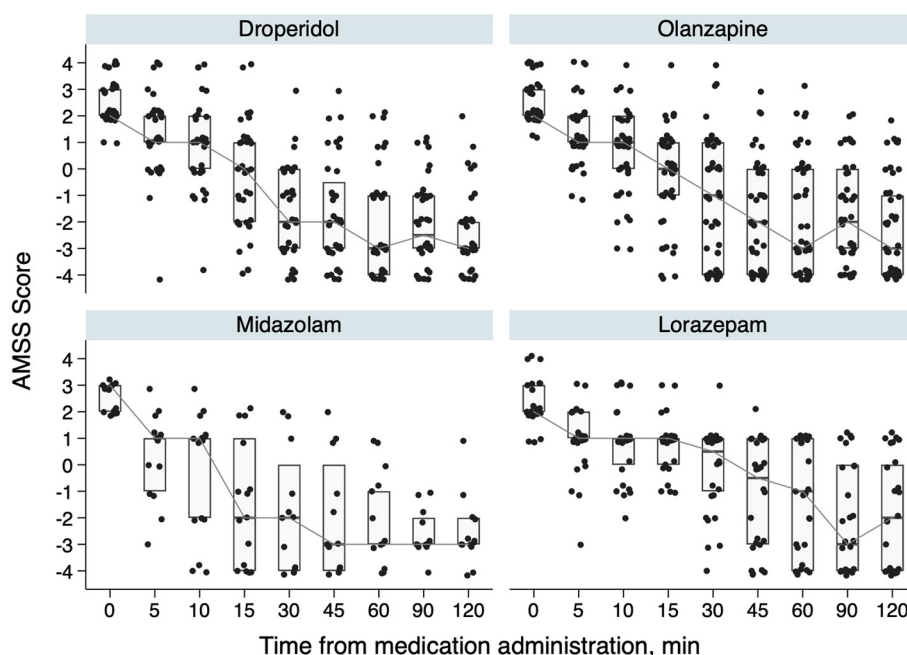 Droperidol
Olanzapine
4
3
2
1
0
-1
-2
-3
-4
AMSS Score
Midazolam
Lorazepam
4
3
2
1
0
-1
-2
-3
-4
0 5 10 15 30 45 60 90 120
0 5 10 15 30 45 60 90 120
Time from medication administration, min